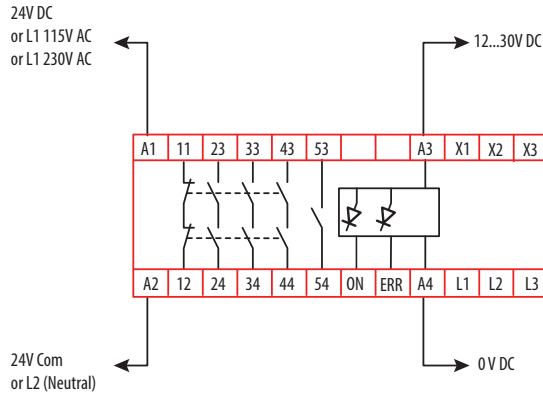 24V DC
or L1 115V AC
or L1 230V AC
12...30V DC
A1 11 23 33 43 53 A3 X1 X2 X3
A2 12 24 34 44 54 ON ERR A4 L1 L2 L3
24V Com
or L2 (Neutral)
0 V DC